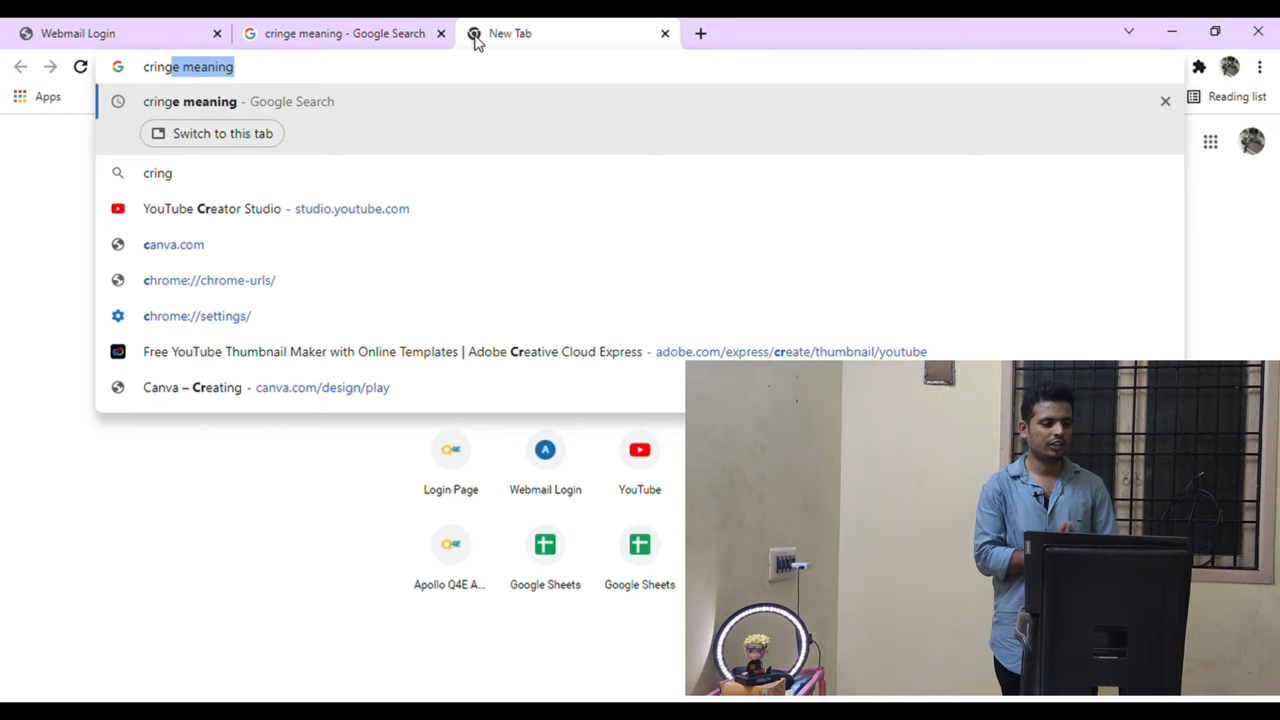 Webmail Login
cringe meaning - Google Search
New Tab
cringe meaning
Apps
Reading list
cringe meaning - Google Search
Switch to this tab
cring
YouTube Creator Studio - studio.youtube.com
canva.com
chrome://chrome-urls/
chrome://settings/
Free YouTube Thumbnail Maker with Online Templates | Adobe Creative Cloud Express - adobe.com/express/create/thumbnail/youtube
Canva – Creating - canva.com/design/play
Q4E
A
Login Page
Webmail Login
YouTube
Q4E
Apollo Q4E A...
Google Sheets
Google Sheets